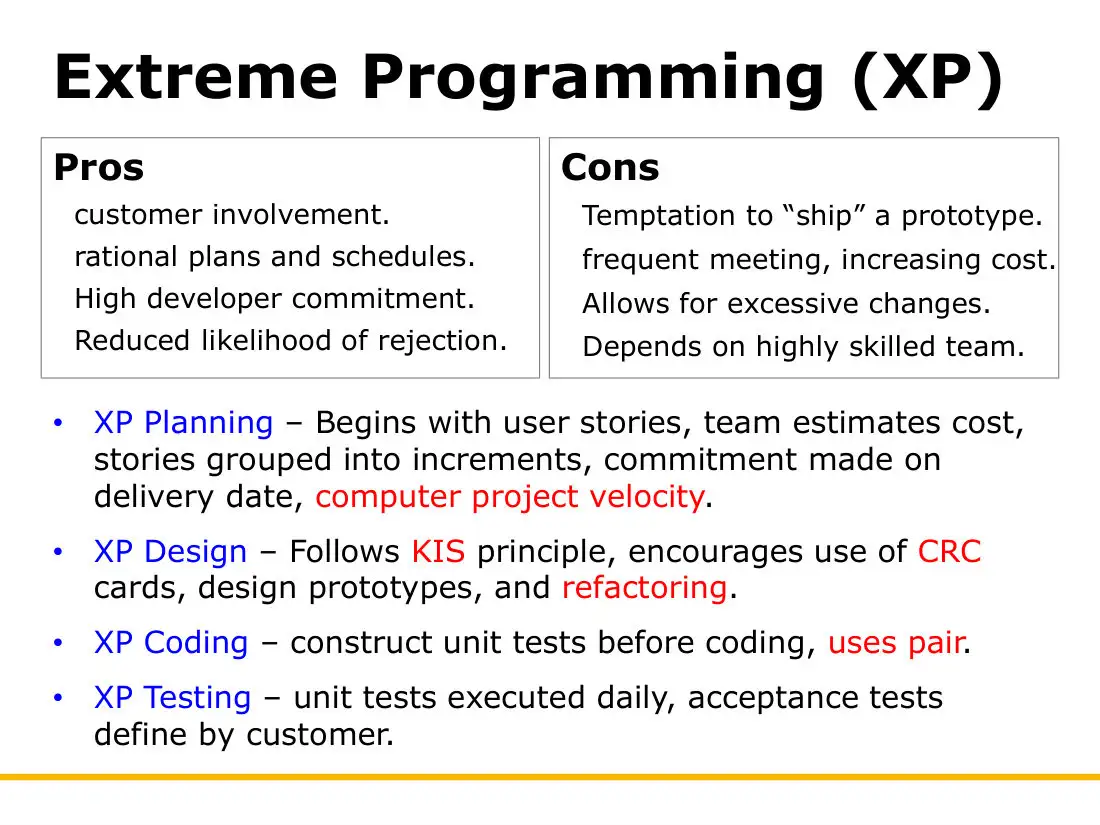 Extreme Programming (XP)
Pros
customer involvement.
rational plans and schedules.
High developer commitment.
Reduced likelihood of rejection.
Cons
Temptation to “ship” a prototype.
frequent meeting, increasing cost.
Allows for excessive changes.
Depends on highly skilled team.
• XP Planning – Begins with user stories, team estimates cost,
stories grouped into increments, commitment made on
delivery date, computer project velocity.
• XP Design – Follows KIS principle, encourages use of CRC
cards, design prototypes, and refactoring.
• XP Coding – construct unit tests before coding, uses pair.
• XP Testing – unit tests executed daily, acceptance tests
define by customer.